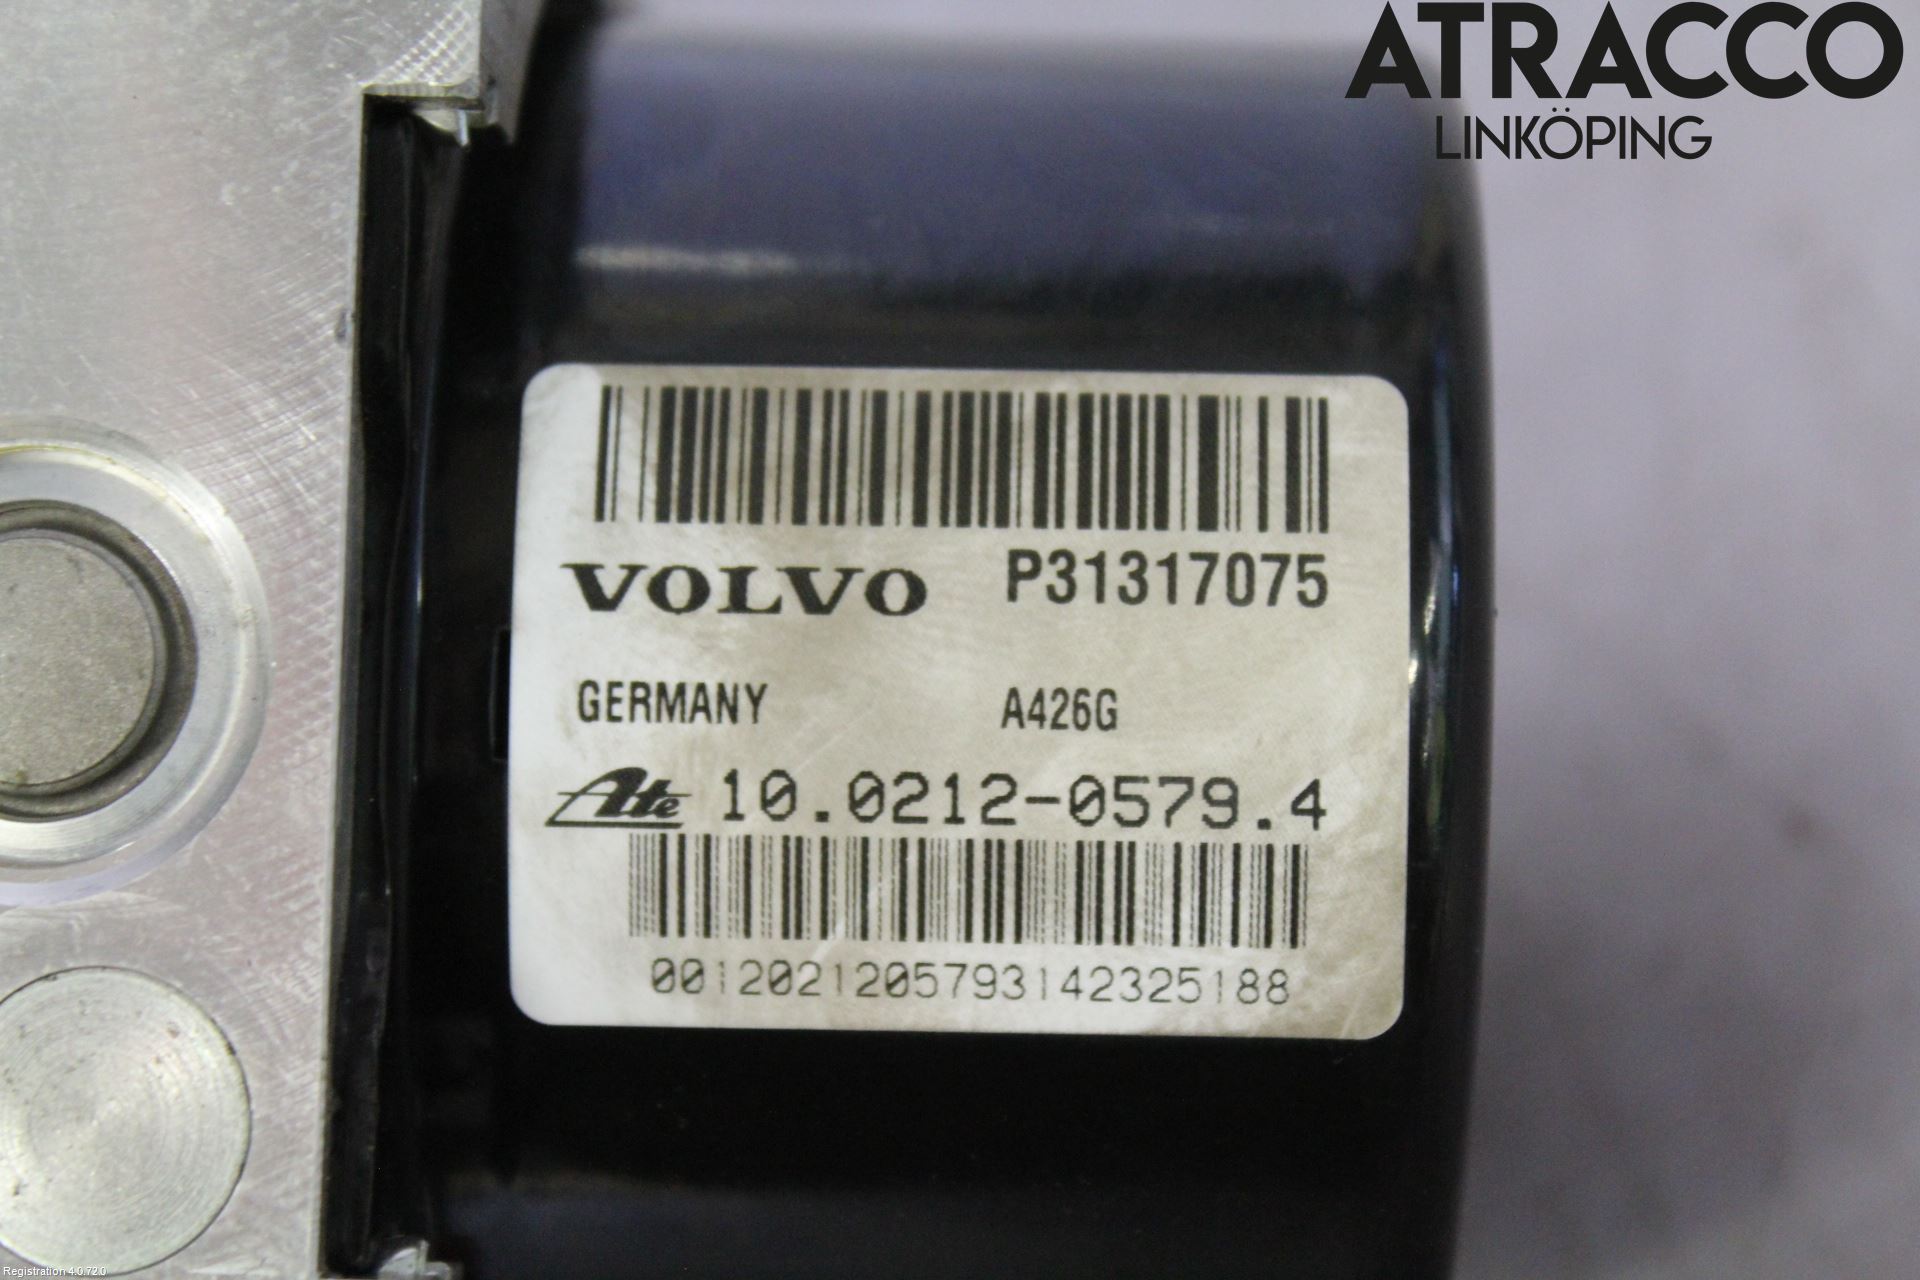 ATRACCO
LINKÖPING
VOLVO P31317075
GERMANY A426G
Ate 10.0212-0579.4
00120212057931423251 88
Registration 4.0.72.0